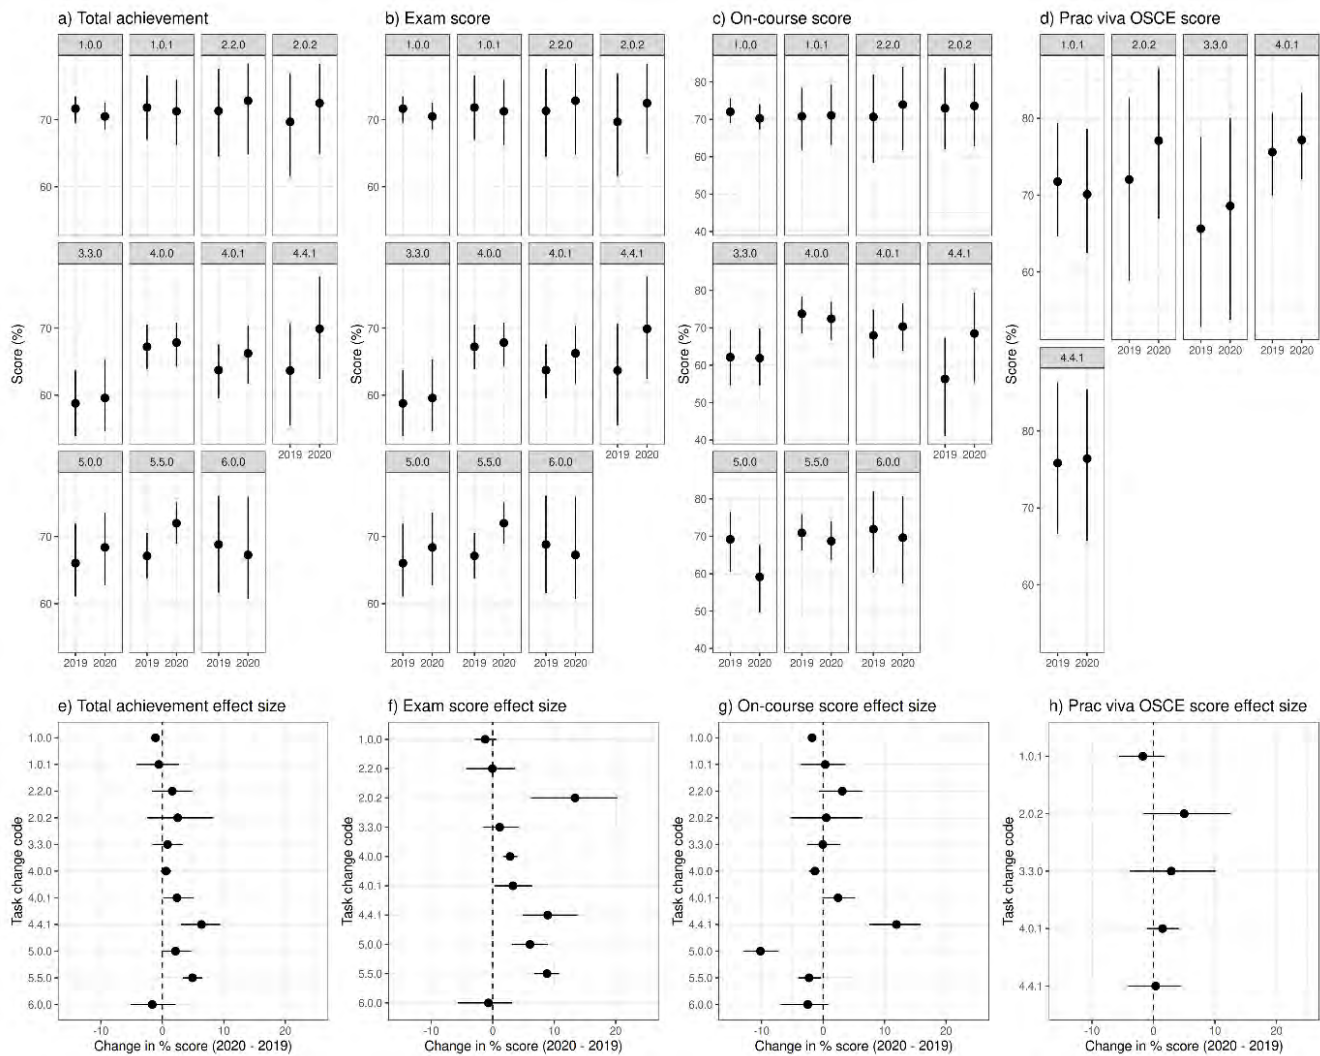 a) Total achievement
b) Exam score
c) On-course score
d) Prac viva OSCE score
1.0.0 1.0.1 2.2.0 2.0.2
1.0.0 1.0.1 2.2.0 2.0.2
1.0.0 1.0.1 2.2.0 2.0.2
1.0.1 2.0.2 3.3.0 4.0.1
70
60
70
60
80
70
60
50
40
80
70
60
3.3.0 4.0.0 4.0.1 4.4.1
3.3.0 4.0.0 4.0.1 4.4.1
3.3.0 4.0.0 4.0.1 4.4.1
2019 2020 2019 2020 2019 2020 2019 2020
4.4.1
Score (%)
Score (%)
Score (%)
Score (%)
70
60
70
60
80
70
60
50
40
80
70
60
2019 2020
2019 2020
2019 2020
5.0.0 5.5.0 6.0.0
5.0.0 5.5.0 6.0.0
5.0.0 5.5.0 6.0.0
70
60
70
60
80
70
60
50
40
2019 2020 2019 2020 2019 2020
2019 2020 2019 2020 2019 2020
2019 2020 2019 2020 2019 2020
2019 2020
e) Total achievement effect size
1.0.0
1.0.1
2.2.0
2.0.2
3.3.0
4.0.0
4.0.1
4.4.1
5.0.0
5.5.0
6.0.0
Task change code
-10 0 10 20
Change in % score (2020 - 2019)
f) Exam score effect size
1.0.0
2.2.0
2.0.2
3.3.0
4.0.0
4.0.1
4.4.1
5.0.0
5.5.0
6.0.0
Task change code
-10 0 10 20
Change in % score (2020 - 2019)
g) On-course score effect size
1.0.0
1.0.1
2.2.0
2.0.2
3.3.0
4.0.0
4.0.1
4.4.1
5.0.0
5.5.0
6.0.0
Task change code
-10 0 10 20
Change in % score (2020 - 2019)
h) Prac viva OSCE score effect size
1.0.1
2.0.2
3.3.0
4.0.1
4.4.1
Task change code
-10 0 10 20
Change in % score (2020 - 2019)